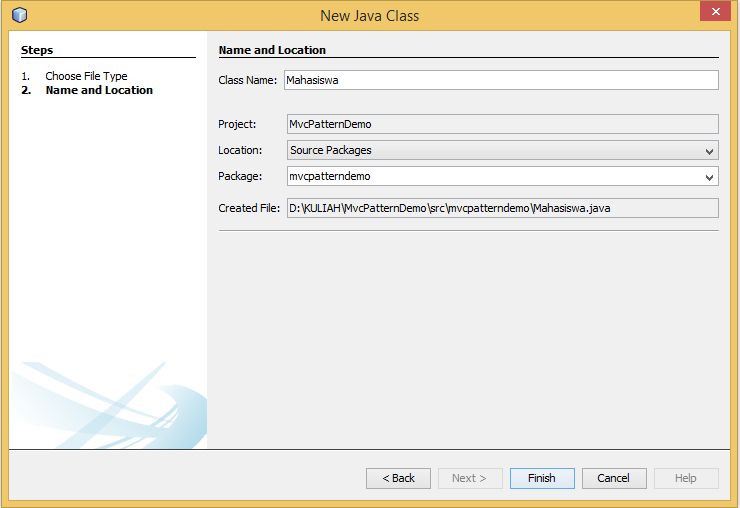 New Java Class
Steps
1. Choose File Type
2. Name and Location
Name and Location
Class Name: Mahasiswa
Project: MvcPatternDemo
Location: Source Packages
Package: mvcpatterndemo
Created File: D:\KULIAH\MvcPatternDemo\src\mvcpatterndemo\Mahasiswa.java
< Back Next > Finish Cancel Help